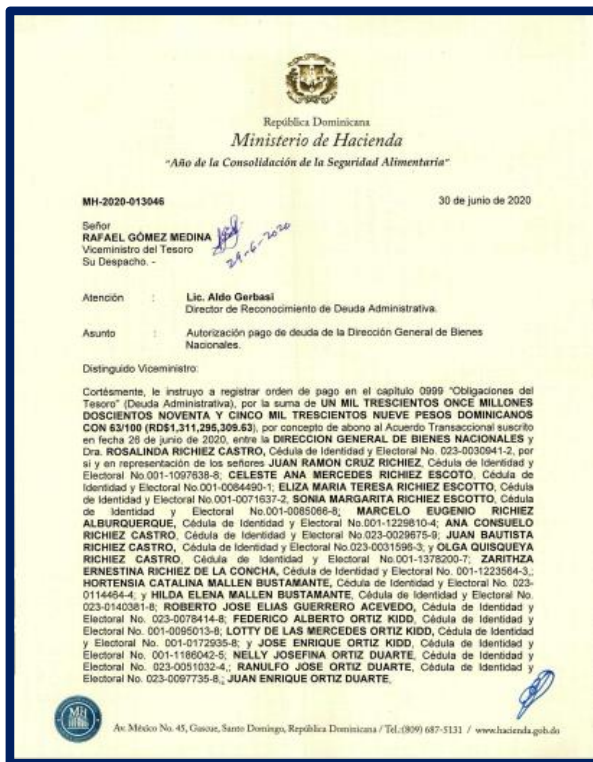 República Dominicana
Ministerio de Hacienda
"Año de la Consolidación de la Seguridad Alimentaria"
MH-2020-013046
30 de junio de 2020
Señor
RAFAEL GÓMEZ MEDINA
Viceministro del Tesoro
29-6-2020
Su Despacho. -
Atención : Lic. Aldo Gerbasi
Director de Reconocimiento de Deuda Administrativa.
Asunto : Autorización pago de deuda de la Dirección General de Bienes
Nacionales.
Distinguido Viceministro:
Cortésmente, le instruyo a registrar orden de pago en el capítulo 0999 "Obligaciones del
Tesoro" (Deuda Administrativa), por la suma de UN MIL TRESCIENTOS ONCE MILLONES
DOSCIENTOS NOVENTA Y CINCO MIL TRESCIENTOS NUEVE PESOS DOMINICANOS
CON 63/100 (RD$1,311,295,309.63), por concepto de abono al Acuerdo Transaccional suscrito
en fecha 26 de junio de 2020, entre la DIRECCION GENERAL DE BIENES NACIONALES y
Dra. ROSALINDA RICHIEZ CASTRO, Cédula de Identidad y Electoral No. 023-0030941-2, por
si y en representación de los señores JUAN RAMON CRUZ RICHIEZ, Cédula de Identidad y
Electoral No.001-1097638-8; CELESTE ANA MERCEDES RICHIEZ ESCOTO, Cédula de
Identidad y Electoral No.001-0084490-1; ELIZA MARIA TERESA RICHIEZ ESCOTTO, Cédula
de Identidad y Electoral No.001-0071637-2, SONIA MARGARITA RICHIEZ ESCOTTO, Cédula
de Identidad y Electoral No.001-0085066-8; MARCELO EUGENIO RICHIEZ
ALBURQUERQUE, Cédula de Identidad y Electoral No.001-1229810-4; ANA CONSUELO
RICHIEZ CASTRO, Cédula de Identidad y Electoral No.023-0029675-9; JUAN BAUTISTA
RICHIEZ CASTRO, Cédula de Identidad y Electoral No.023-0031596-3; y OLGA QUISQUEYA
RICHIEZ CASTRO, Cédula de Identidad y Electoral No.001-1378200-7; ZARITHZA
ERNESTINA RICHIEZ DE LA CONCHA, Cédula de Identidad y Electoral No. 001-1223564-3,;
HORTENSIA CATALINA MALLEN BUSTAMANTE, Cédula de Identidad y Electoral No. 023-
0114464-4; y HILDA ELENA MALLEN BUSTAMANTE, Cédula de Identidad y Electoral No.
023-0140381-8; ROBERTO JOSE ELIAS GUERRERO ACEVEDO, Cédula de Identidad y
Electoral No. 023-0078414-8; FEDERICO ALBERTO ORTIZ KIDD, Cédula de Identidad y
Electoral No. 001-0095013-8; LOTTY DE LAS MERCEDES ORTIZ KIDD, Cédula de Identidad
y Electoral No. 001-0172935-8; y JOSE ENRIQUE ORTIZ KIDD, Cédula de Identidad y
Electoral No. 001-1186042-5; NELLY JOSEFINA ORTIZ DUARTE, Cédula de Identidad y
Electoral No. 023-0051032-4,; RANULFO JOSE ORTIZ DUARTE, Cédula de Identidad y
Electoral No. 023-0097735-8,; JUAN ENRIQUE ORTIZ DUARTE,
MH
Av. México No. 45, Gascue, Santo Domingo, República Dominicana / Tel.:(809) 687-5131 / www.hacienda.gob.do